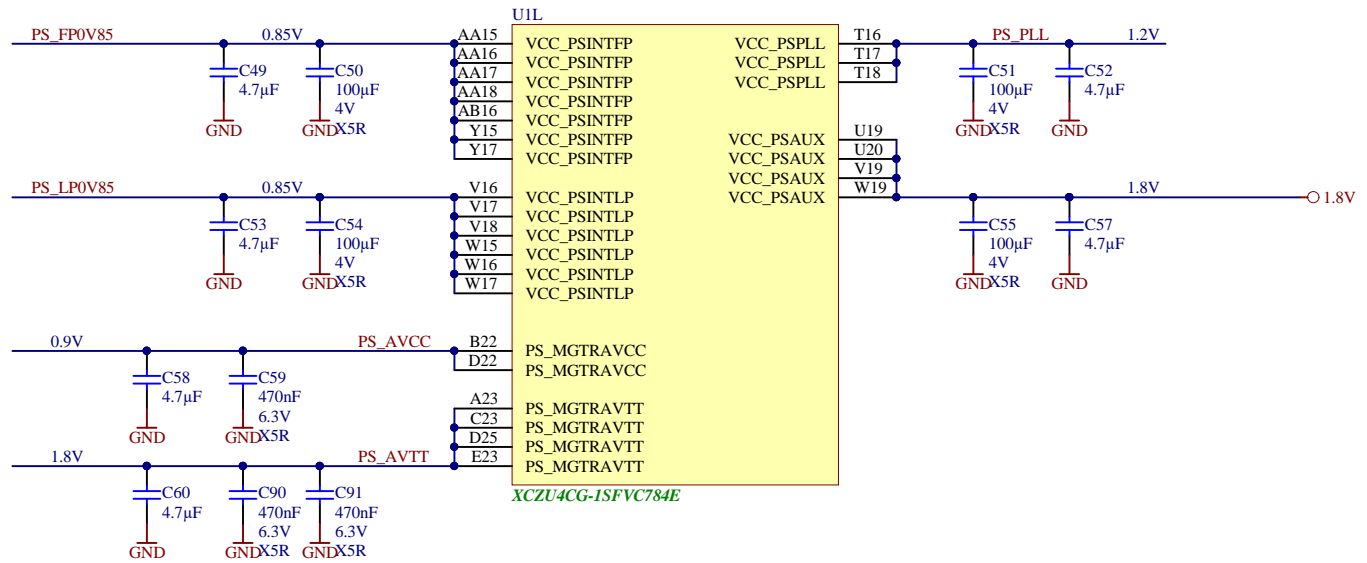 U1L
PS_FP0V85 0.85V
C49
4.7µF
GND
C50
100µF
4V
X5R
GND
AA15 VCC_PSINTFP
AA16 VCC_PSINTFP
AA17 VCC_PSINTFP
AA18 VCC_PSINTFP
AB16 VCC_PSINTFP
Y15 VCC_PSINTFP
Y17 VCC_PSINTFP
VCC_PSPLL T16 PS_PLL 1.2V
VCC_PSPLL T17
VCC_PSPLL T18
C51
100µF
4V
X5R
GND
C52
4.7µF
GND
VCC_PSAUX U19
VCC_PSAUX U20
VCC_PSAUX V19
VCC_PSAUX W19 1.8V 1.8V
C55
100µF
4V
X5R
GND
C57
4.7µF
GND
PS_LP0V85 0.85V
C53
4.7µF
GND
C54
100µF
4V
X5R
GND
V16 VCC_PSINTLP
V17 VCC_PSINTLP
V18 VCC_PSINTLP
W15 VCC_PSINTLP
W16 VCC_PSINTLP
W17 VCC_PSINTLP
0.9V PS_AVCC
B22 PS_MGTRAVCC
D22 PS_MGTRAVCC
C58
4.7µF
GND
C59
470nF
6.3V
X5R
GND
A23 PS_MGTRAVTT
C23 PS_MGTRAVTT
D25 PS_MGTRAVTT
E23 PS_MGTRAVTT
1.8V PS_AVTT
C60
4.7µF
GND
C90
470nF
6.3V
X5R
GND
C91
470nF
6.3V
X5R
GND
XCZU4CG-1SFVC784E